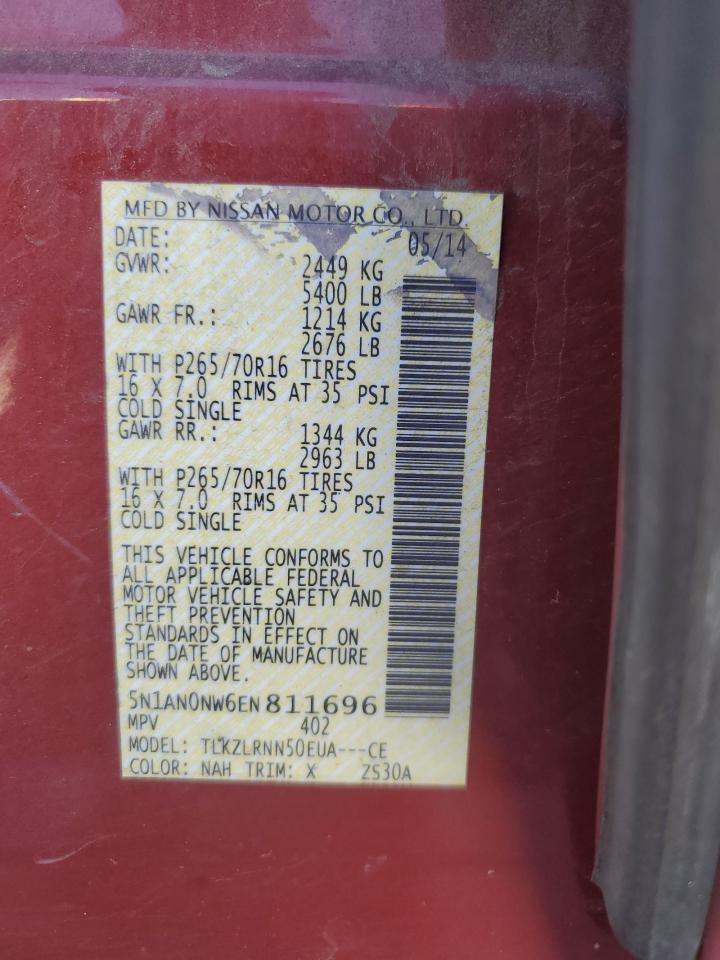 MFD BY NISSAN MOTOR CO., LTD.
DATE: 05/14
GVWR: 2449 KG
5400 LB
GAWR FR.: 1214 KG
2676 LB
WITH P265/70R16 TIRES
16 X 7.0 RIMS AT 35 PSI
COLD SINGLE
GAWR RR.: 1344 KG
2963 LB
WITH P265/70R16 TIRES
16 X 7.0 RIMS AT 35 PSI
COLD SINGLE
THIS VEHICLE CONFORMS TO
ALL APPLICABLE FEDERAL
MOTOR VEHICLE SAFETY AND
THEFT PREVENTION
STANDARDS IN EFFECT ON
THE DATE OF MANUFACTURE
SHOWN ABOVE.
5N1AN0NW6EN811696
MPV 402
MODEL: TLKZLRNN50EUA---CE
COLOR: NAH TRIM: X ZS30A